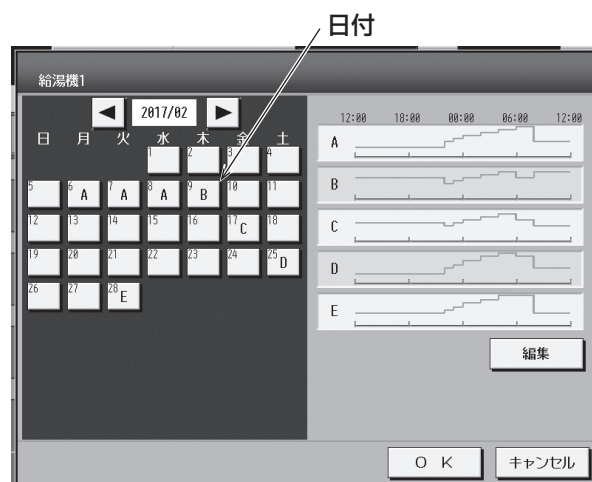 日付
給湯機1
2017/02
日 月 火 水 木 金 土
1 2 3 4
5 6 A 7 A 8 A 9 B 10 11
12 13 14 15 16 17 C 18
19 20 21 22 23 24 25 D
26 27 28 E
12:00 18:00 00:00 06:00 12:00
A
B
C
D
E
編集
OK キャンセル